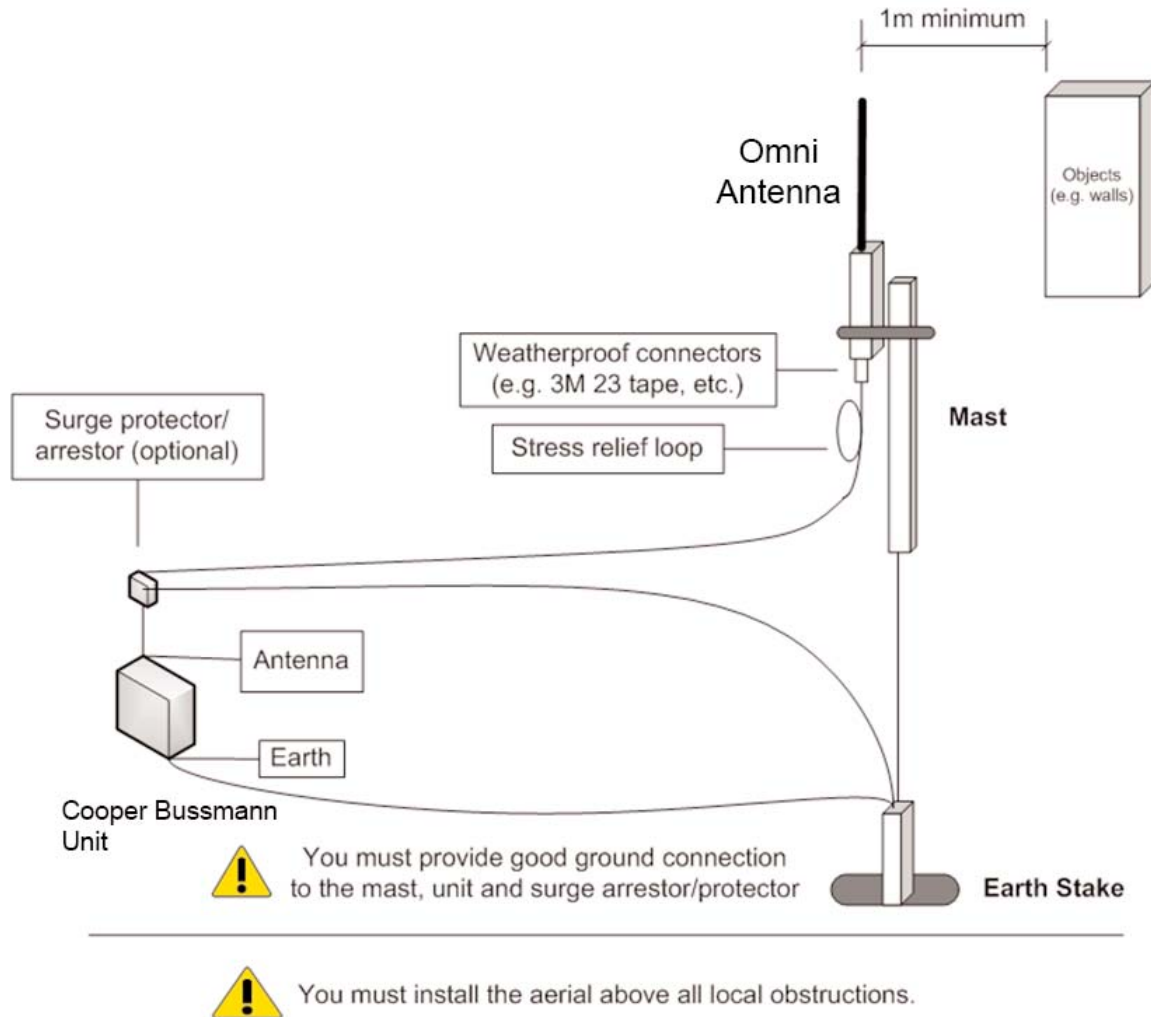 1m minimum
Omni
Antenna
Objects
(e.g. walls)
Weatherproof connectors
(e.g. 3M 23 tape, etc.)
Surge protector/
arrestor (optional)
Mast
Stress relief loop
Antenna
Earth
Cooper Bussmann
Unit
You must provide good ground connection
to the mast, unit and surge arrestor/protector
Earth Stake
You must install the aerial above all local obstructions.